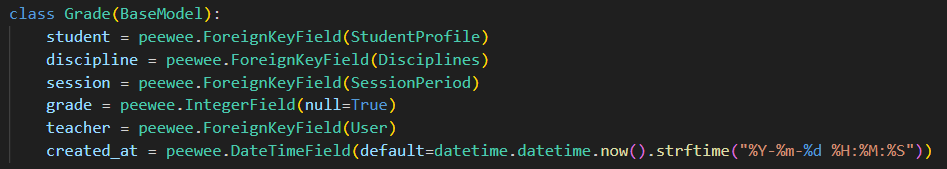 class Grade(BaseModel):
    student = peewee.ForeignKeyField(StudentProfile)
    discipline = peewee.ForeignKeyField(Disciplines)
    session = peewee.ForeignKeyField(SessionPeriod)
    grade = peewee.IntegerField(null=True)
    teacher = peewee.ForeignKeyField(User)
    created_at = peewee.DateTimeField(default=datetime.datetime.now().strftime("%Y-%m-%d %H:%M:%S"))